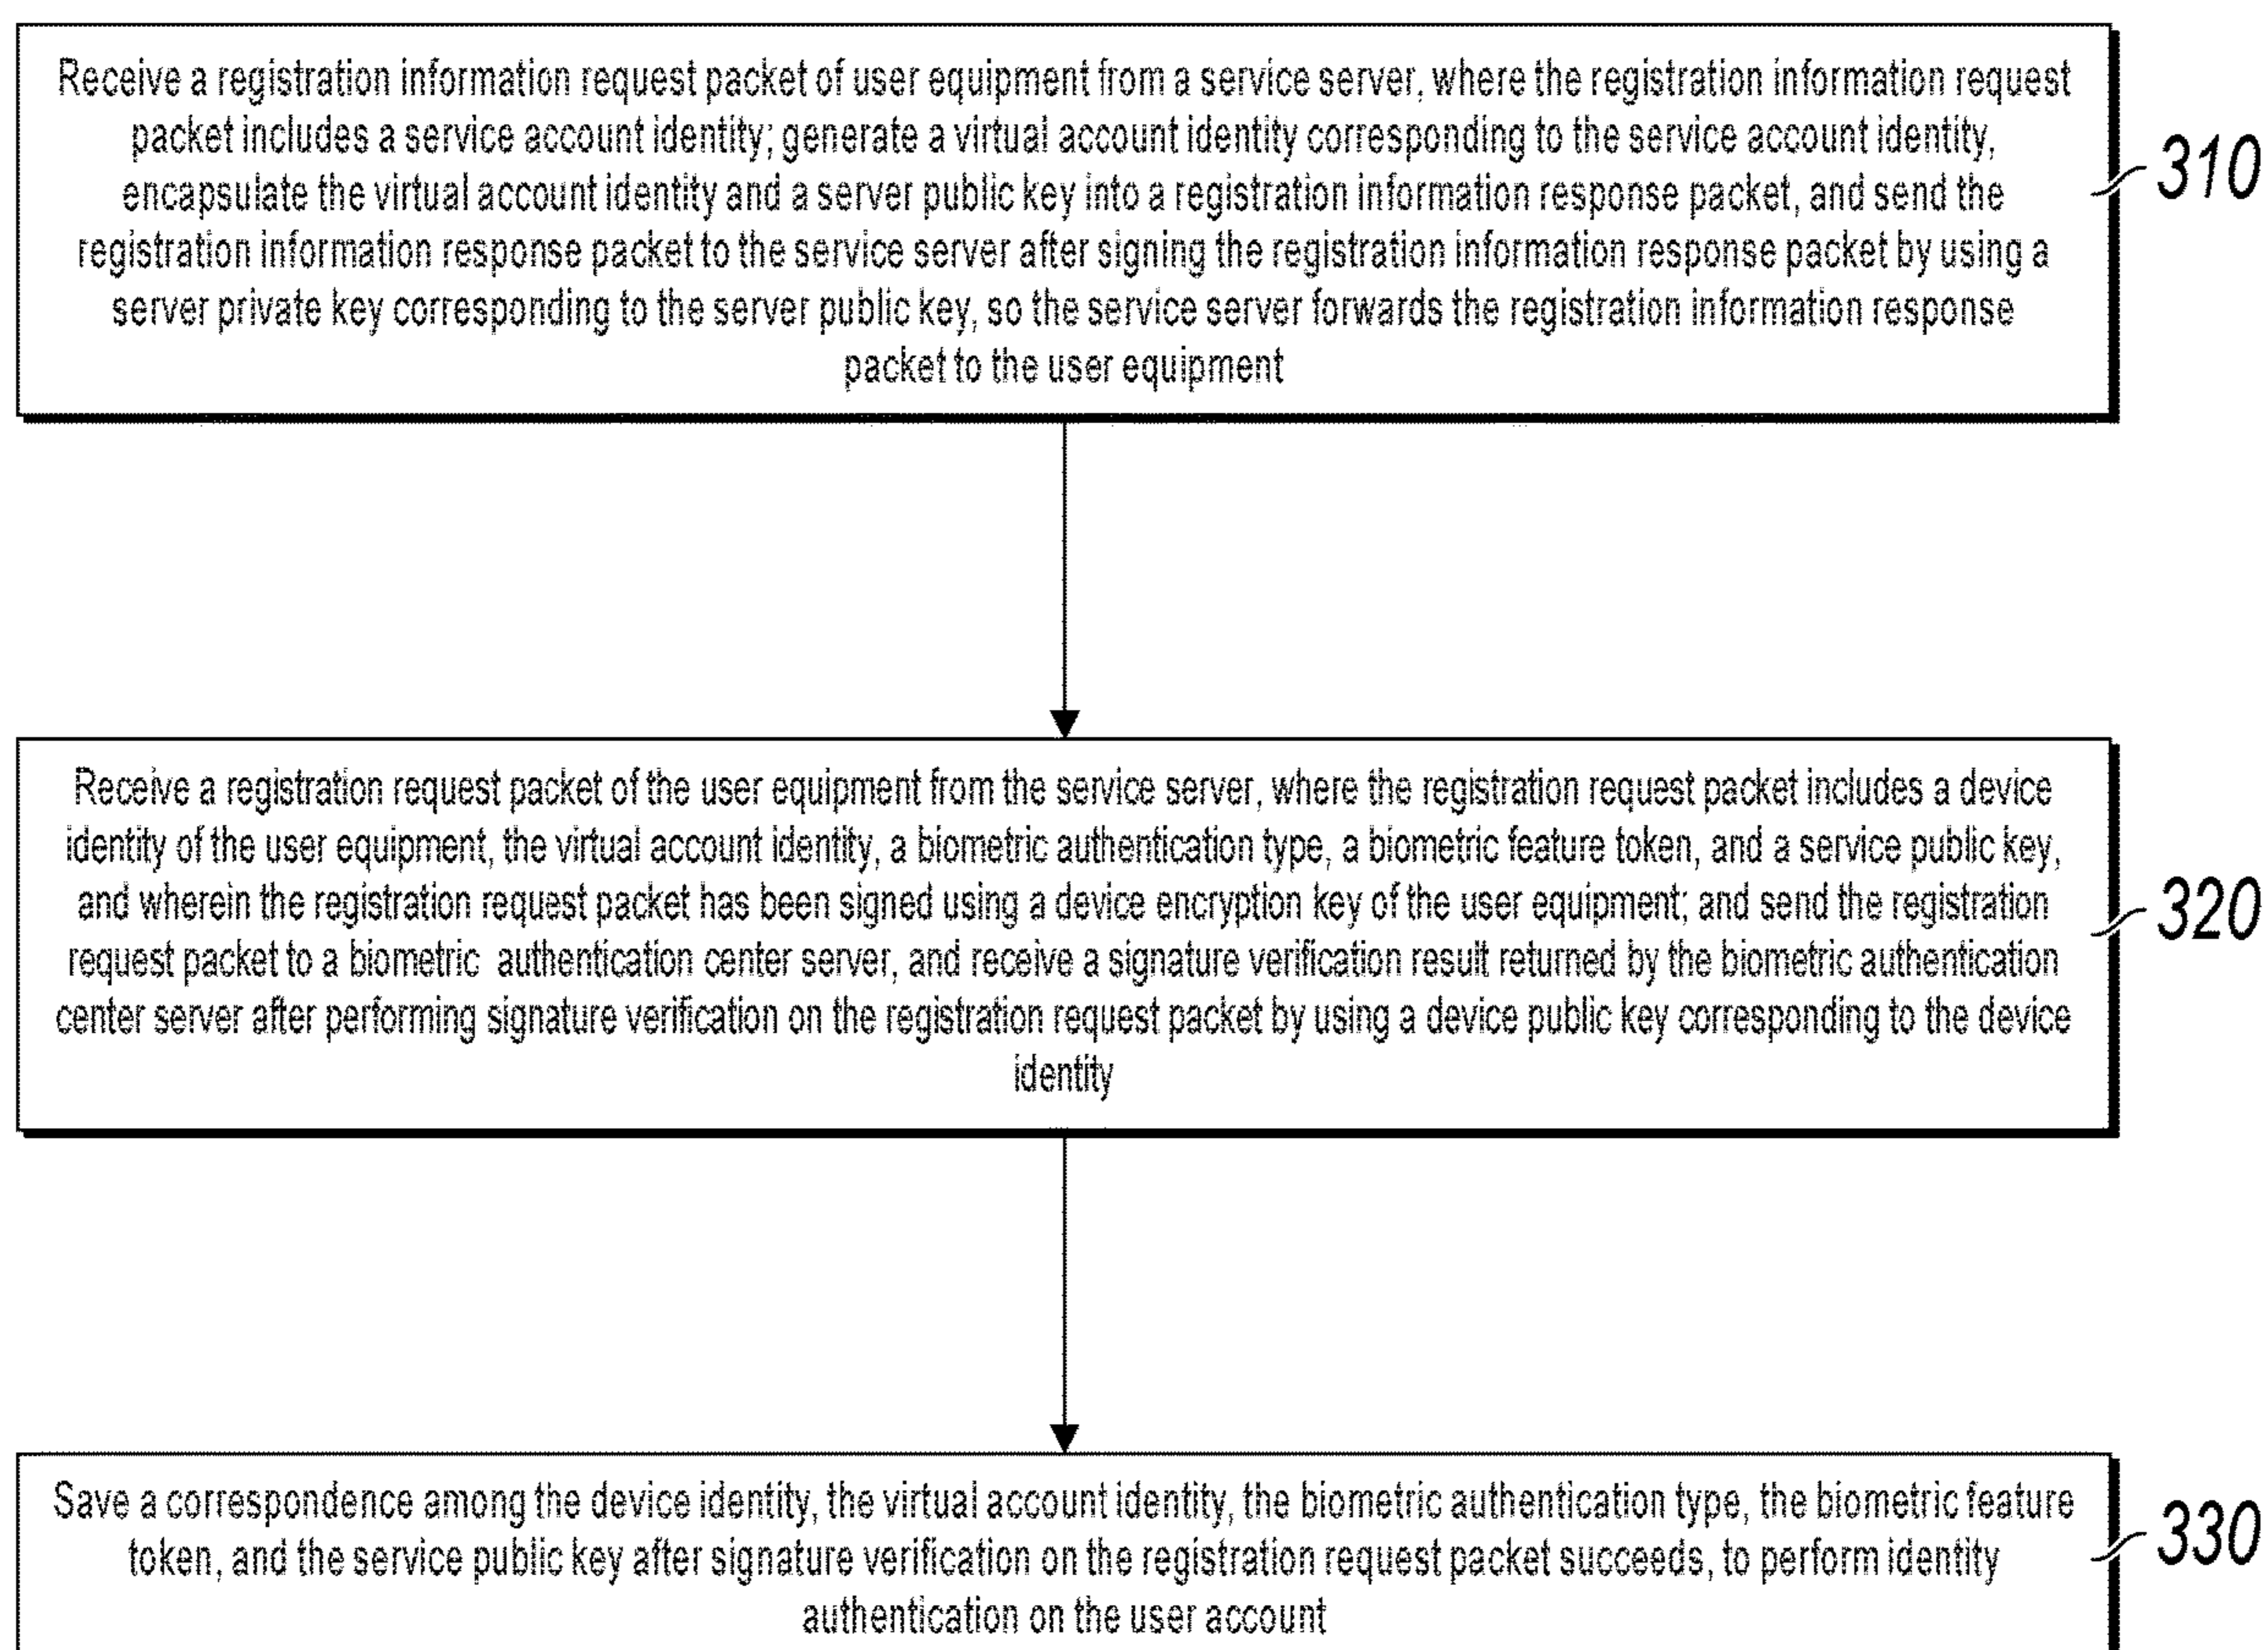 Receive a registration information request packet of user equipment from a service server, where the registration information request
packet includes a service account identity; generate a virtual account identity corresponding to the service account identity,
encapsulate the virtual account identity and a server public key into a registration information response packet, and send the
registration information response packet to the service server after signing the registration information response packet by using a
server private key corresponding to the server public key, so the service server forwards the registration information response
packet to the user equipment
310
Receive a registration request packet of the user equipment from the service server, where the registration request packet includes a device
identity of the user equipment, the virtual account identity, a biometric authentication type, a biometric feature token, and a service public key,
and wherein the registration request packet has been signed using a device encryption key of the user equipment; and send the registration
request packet to a biometric authentication center server, and receive a signature verification result returned by the biometric authentication
center server after performing signature verification on the registration request packet by using a device public key corresponding to the device
identity
320
Save a correspondence among the device identity, the virtual account identity, the biometric authentication type, the biometric feature
token, and the service public key after signature verification on the registration request packet succeeds, to perform identity
authentication on the user account
330